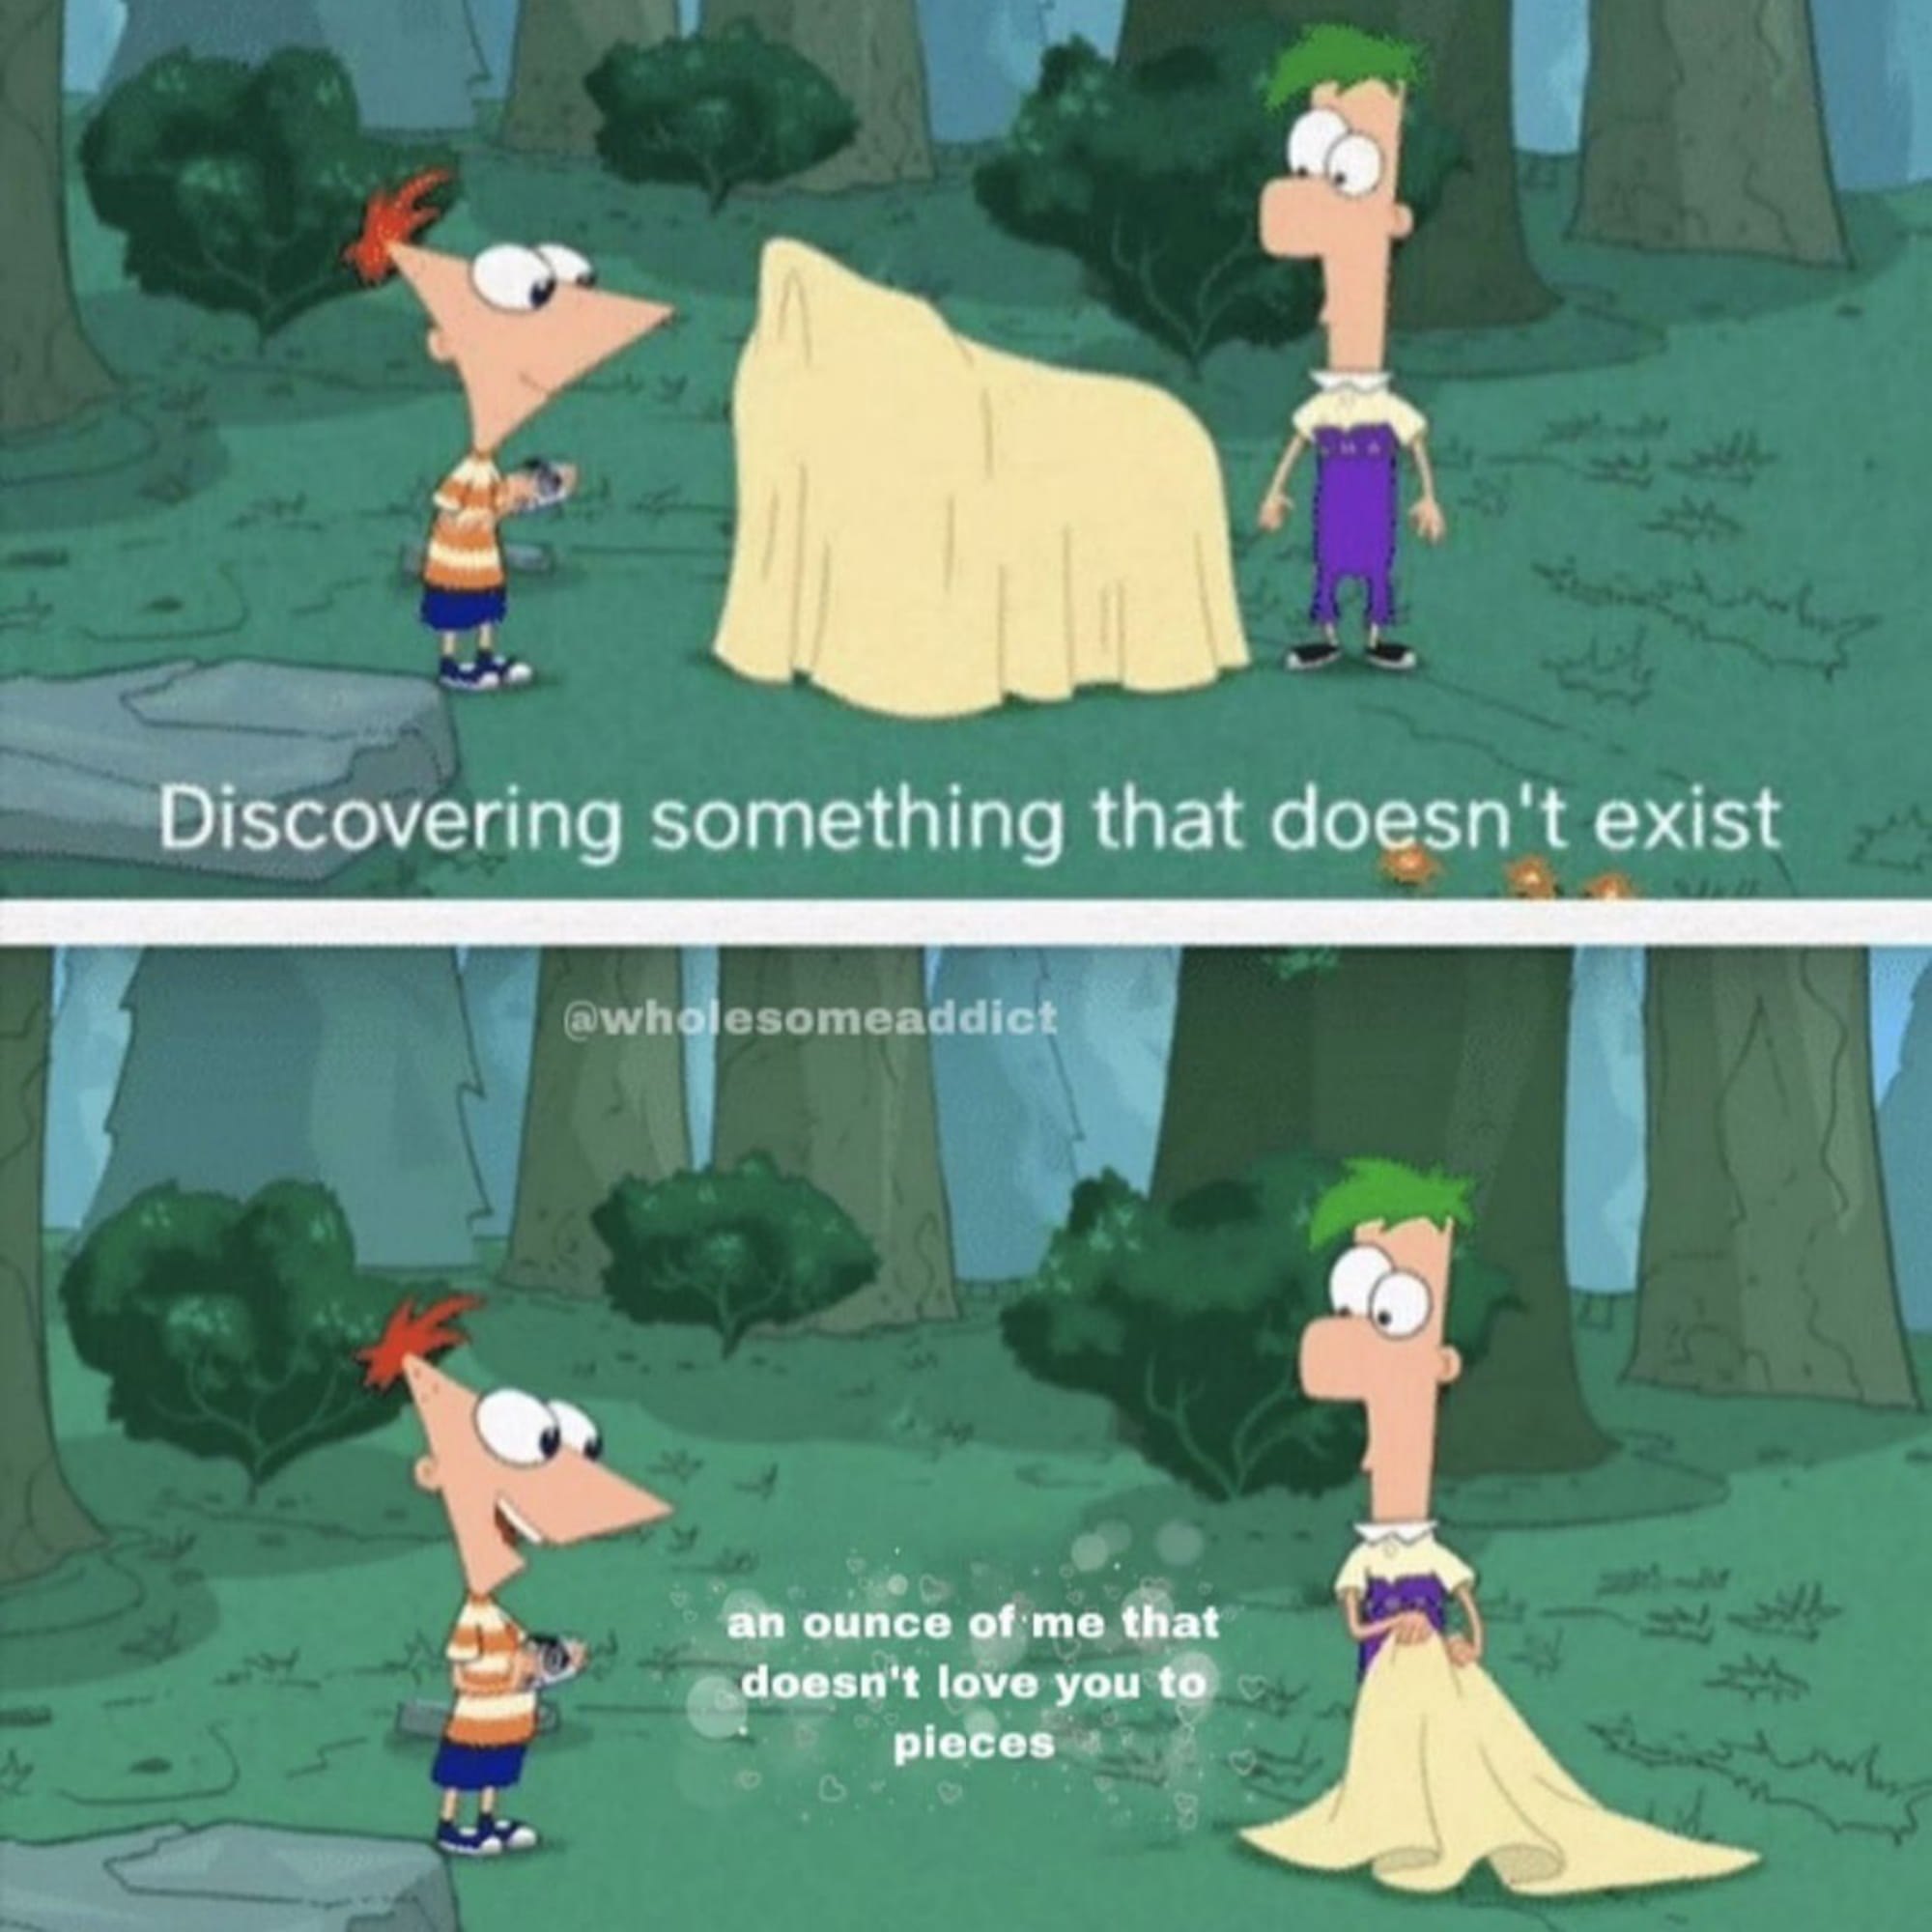 Discovering something that doesn't exist
@wholesomeaddict
an ounce of me that
doesn't love you to
pieces